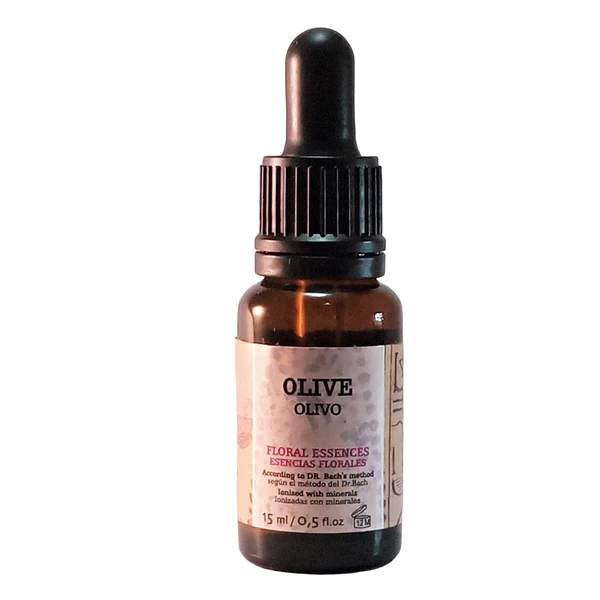 OLIVE
OLIVO
FLORAL ESSENCES
ESENCIAS FLORALES
According to DR. Bach's method
según el método del Dr.Bach
Ionized with minerals
Ionizadas con minerales
15 ml / 0,5 fl.oz
12 M